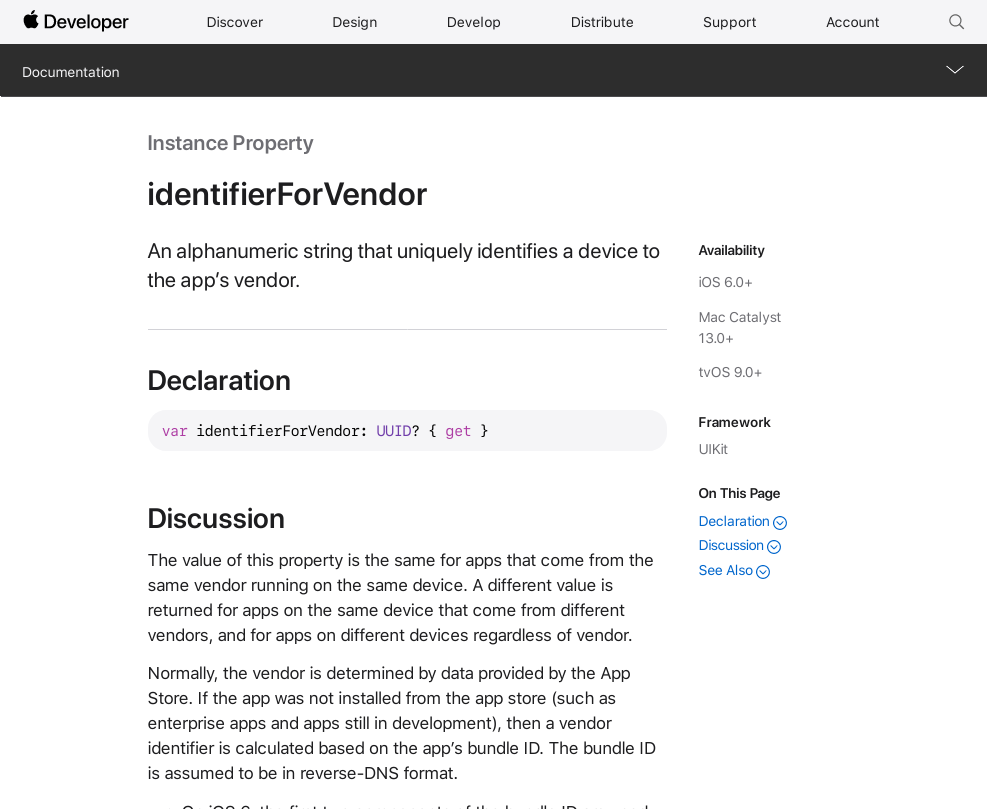 Developer
Discover
Design
Develop
Distribute
Support
Account
Documentation
Instance Property
identifierForVendor
An alphanumeric string that uniquely identifies a device to
the app’s vendor.
Availability
iOS 6.0+
Mac Catalyst
13.0+
tvOS 9.0+
Framework
UIKit
On This Page
Declaration
Discussion
See Also
Declaration
var identifierForVendor: UUID? { get }
Discussion
The value of this property is the same for apps that come from the
same vendor running on the same device. A different value is
returned for apps on the same device that come from different
vendors, and for apps on different devices regardless of vendor.
Normally, the vendor is determined by data provided by the App
Store. If the app was not installed from the app store (such as
enterprise apps and apps still in development), then a vendor
identifier is calculated based on the app’s bundle ID. The bundle ID
is assumed to be in reverse-DNS format.